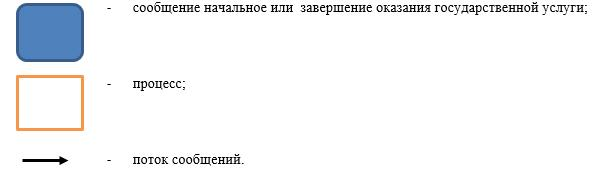 - сообщение начальное или завершение оказания государственной услуги;
- процесс;
- поток сообщений.